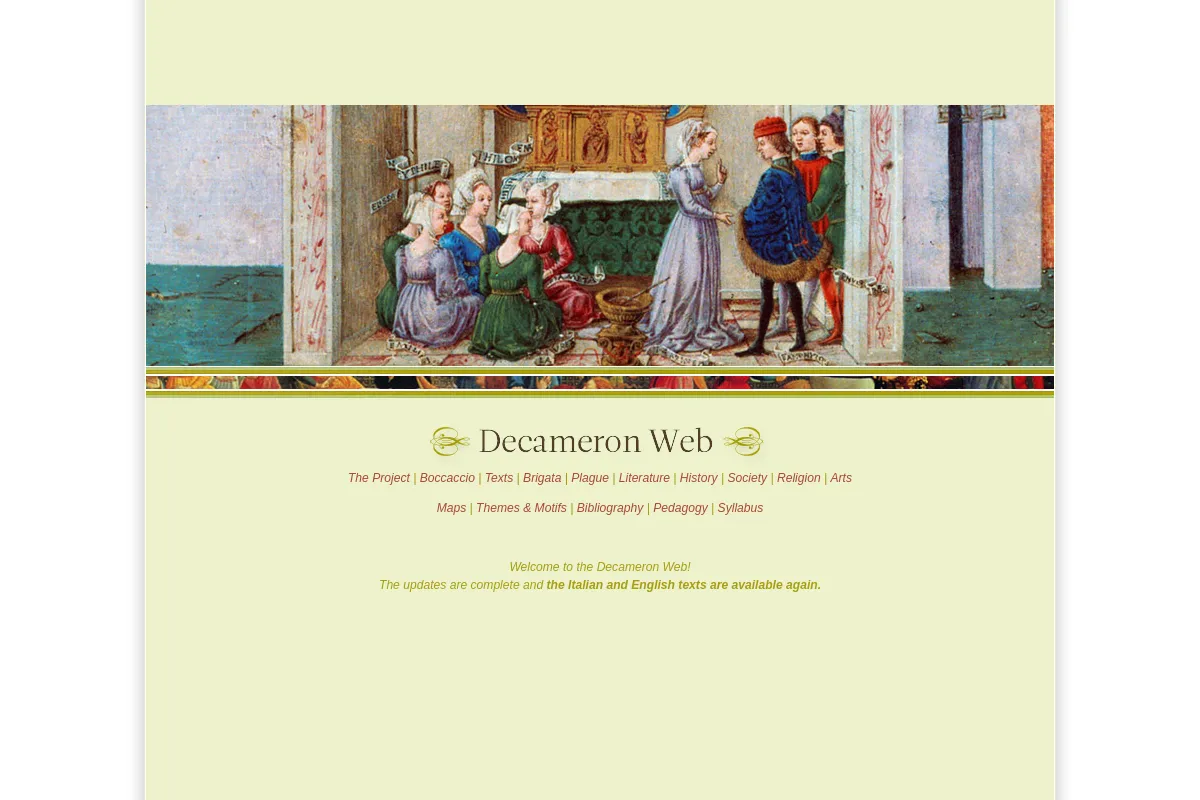 Decameron Web
The Project | Boccaccio | Texts | Brigata | Plague | Literature | History | Society | Religion | Arts
Maps | Themes & Motifs | Bibliography | Pedagogy | Syllabus
Welcome to the Decameron Web!
The updates are complete and the Italian and English texts are available again.